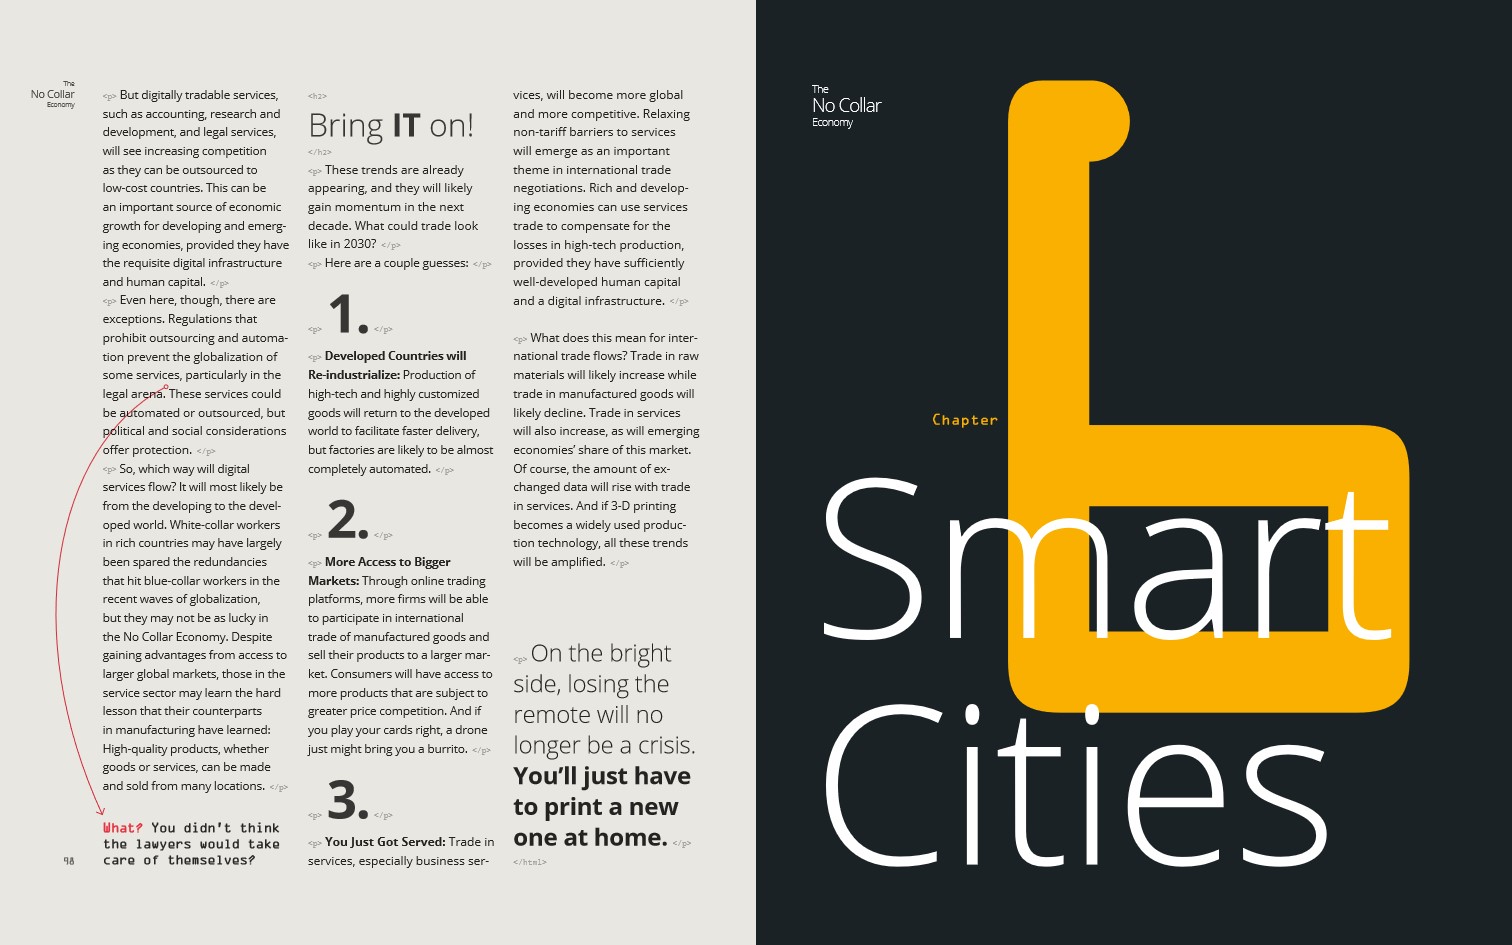 The
No Collar
Economy
<p> But digitally tradable services,
such as accounting, research and
development, and legal services,
will see increasing competition
as they can be outsourced to
low-cost countries. This can be
an important source of economic
growth for developing and emerg-
ing economies, provided they have
the requisite digital infrastructure
and human capital. </p>
<p> Even here, though, there are
exceptions. Regulations that
prohibit outsourcing and automa-
tion prevent the globalization of
some services, particularly in the
legal arena. These services could
be automated or outsourced, but
political and social considerations
offer protection. </p>
<p> So, which way will digital
services flow? It will most likely be
from the developing to the devel-
oped world. White-collar workers
in rich countries may have largely
been spared the redundancies
that hit blue-collar workers in the
recent waves of globalization,
but they may not be as lucky in
the No Collar Economy. Despite
gaining advantages from access to
larger global markets, those in the
service sector may learn the hard
lesson that their counterparts
in manufacturing have learned:
High-quality products, whether
goods or services, can be made
and sold from many locations. </p>
What? You didn't think
the lawyers would take
care of themselves?
98
<h2>
Bring IT on!
</h2>
<p> These trends are already
appearing, and they will likely
gain momentum in the next
decade. What could trade look
like in 2030? </p>
<p> Here are a couple guesses: </p>
<p> 1. </p>
<p> Developed Countries will
Re-industrialize: Production of
high-tech and highly customized
goods will return to the developed
world to facilitate faster delivery,
but factories are likely to be almost
completely automated. </p>
<p> 2. </p>
<p> More Access to Bigger
Markets: Through online trading
platforms, more firms will be able
to participate in international
trade of manufactured goods and
sell their products to a larger mar-
ket. Consumers will have access to
more products that are subject to
greater price competition. And if
you play your cards right, a drone
just might bring you a burrito. </p>
<p> 3. </p>
<p> You Just Got Served: Trade in
services, especially business ser-
vices, will become more global
and more competitive. Relaxing
non-tariff barriers to services
will emerge as an important
theme in international trade
negotiations. Rich and develop-
ing economies can use services
trade to compensate for the
losses in high-tech production,
provided they have sufficiently
well-developed human capital
and a digital infrastructure. </p>
<p> What does this mean for inter-
national trade flows? Trade in raw
materials will likely increase while
trade in manufactured goods will
likely decline. Trade in services
will also increase, as will emerging
economies’ share of this market.
Of course, the amount of ex-
changed data will rise with trade
in services. And if 3-D printing
becomes a widely used produc-
tion technology, all these trends
will be amplified. </p>
<p> On the bright
side, losing the
remote will no
longer be a crisis.
You’ll just have
to print a new
one at home. </p>
</html>
The
No Collar
Economy
Chapter
6
Smart
Cities